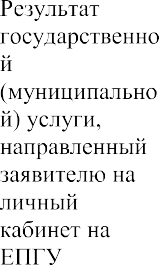 Результат
государственно
й
(муниципально
й) услуги,
направленный
заявителю на
личный
кабинет на
ЕПГУ